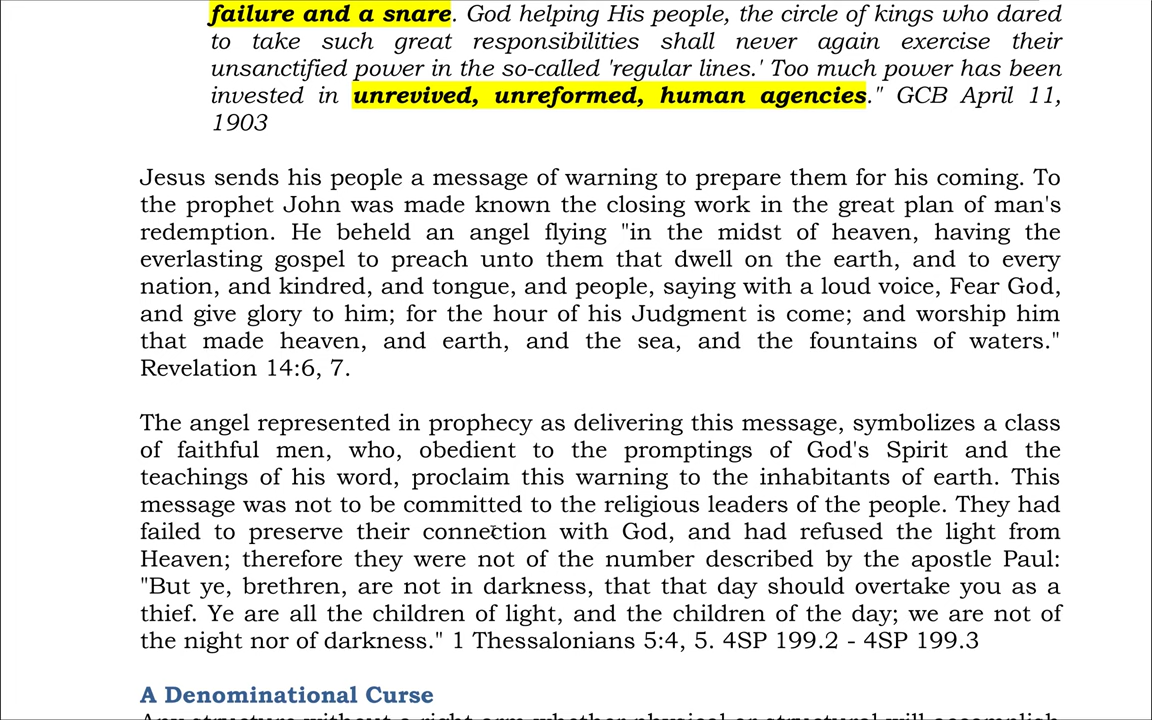 failure and a snare. God helping His people, the circle of kings who dared
to take such great responsibilities shall never again exercise their
unsanctified power in the so-called 'regular lines.' Too much power has been
invested in unrevived, unreformed, human agencies." GCB April 11,
1903
Jesus sends his people a message of warning to prepare them for his coming. To
the prophet John was made known the closing work in the great plan of man's
redemption. He beheld an angel flying "in the midst of heaven, having the
everlasting gospel to preach unto them that dwell on the earth, and to every
nation, and kindred, and tongue, and people, saying with a loud voice, Fear God,
and give glory to him; for the hour of his Judgment is come; and worship him
that made heaven, and earth, and the sea, and the fountains of waters."
Revelation 14:6, 7.
The angel represented in prophecy as delivering this message, symbolizes a class
of faithful men, who, obedient to the promptings of God's Spirit and the
teachings of his word, proclaim this warning to the inhabitants of earth. This
message was not to be committed to the religious leaders of the people. They had
failed to preserve their connection with God, and had refused the light from
Heaven; therefore they were not of the number described by the apostle Paul:
"But ye, brethren, are not in darkness, that that day should overtake you as a
thief. Ye are all the children of light, and the children of the day; we are not of
the night nor of darkness." 1 Thessalonians 5:4, 5. 4SP 199.2 - 4SP 199.3
A Denominational Curse
Any structure without a right arm whether physical or structural will accomplish